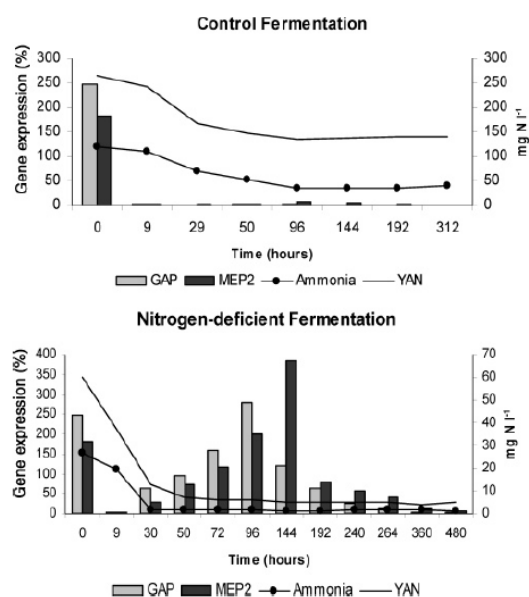 Control Fermentation
Gene expression (%)
300
250
200
150
100
50
0
300
250
200
150
100
50
0
mg N l-1
0 9 29 50 96 144 192 312
Time (hours)
GAP MEP2 Ammonia YAN
Nitrogen-deficient Fermentation
Gene expression (%)
400
350
300
250
200
150
100
50
0
70
60
50
40
30
20
10
0
mg N l-1
0 9 30 50 72 96 144 192 240 264 360 480
Time (hours)
GAP MEP2 Ammonia YAN